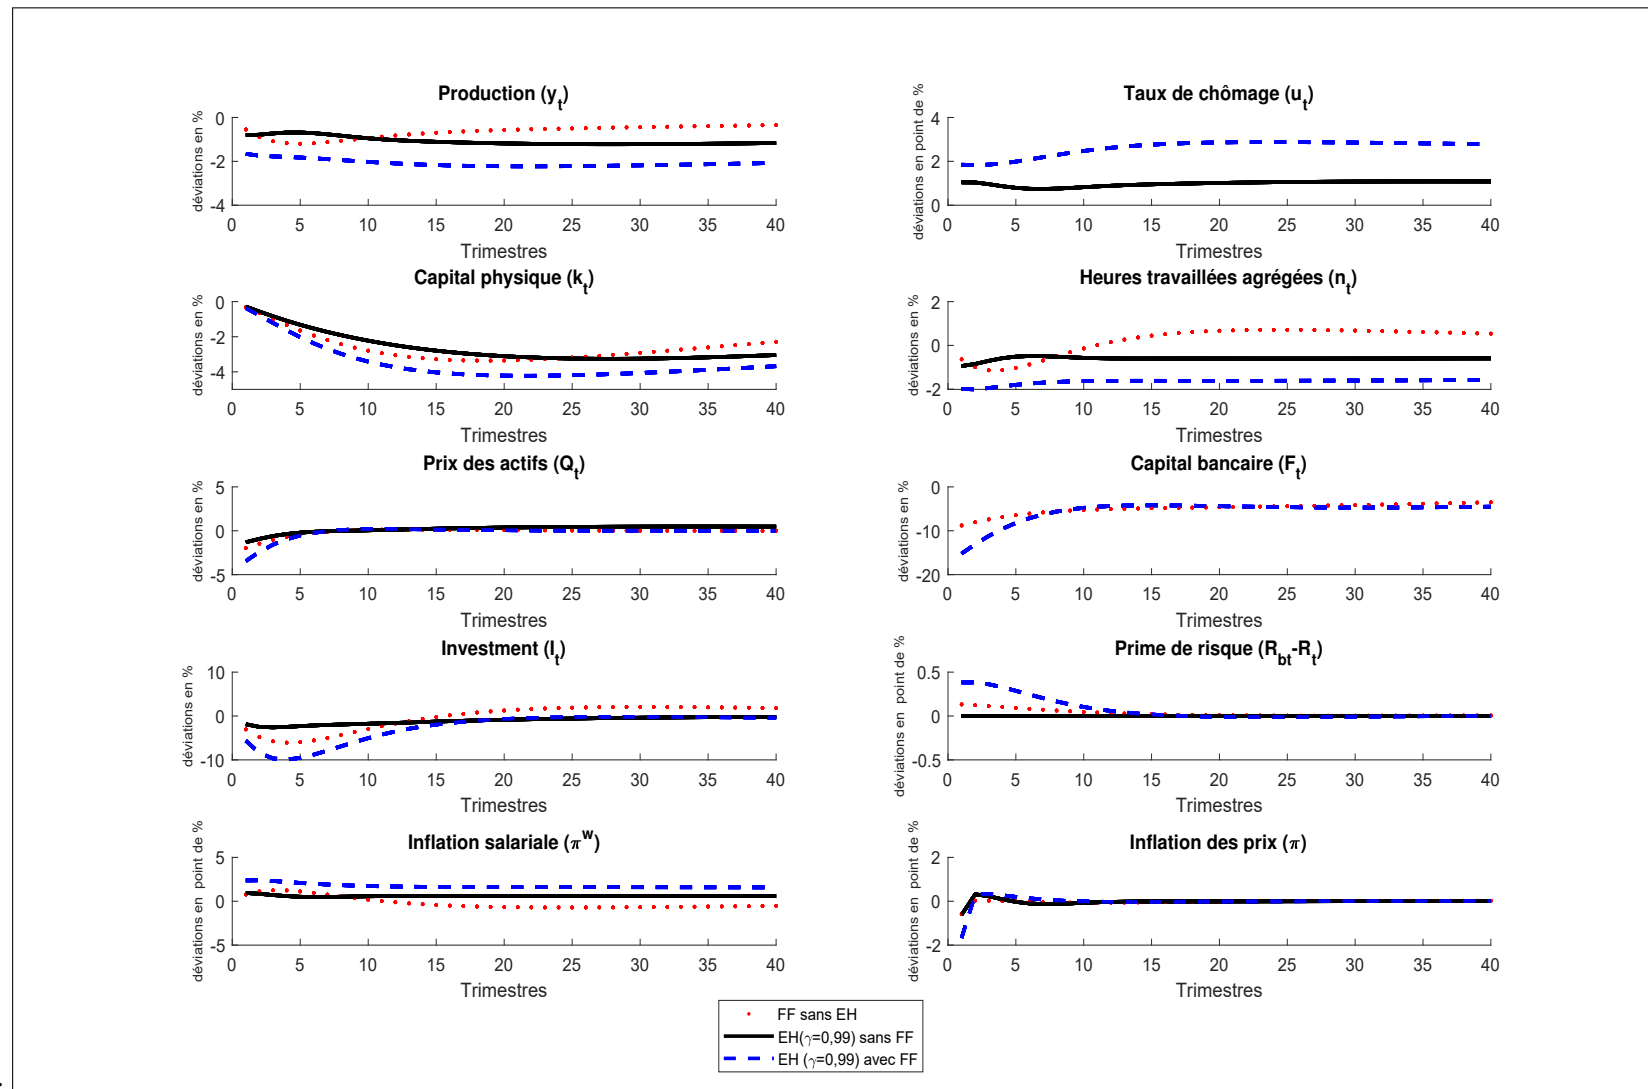 Production (y_t)
déviations en %
0
-2
-4
0 5 10 15 20 25 30 35 40
Trimestres
Taux de chômage (u_t)
déviations en point de %
4
2
0
0 5 10 15 20 25 30 35 40
Trimestres
Capital physique (k_t)
déviations en %
0
-2
-4
0 5 10 15 20 25 30 35 40
Trimestres
Heures travaillées agrégées (n_t)
déviations en %
2
0
-2
0 5 10 15 20 25 30 35 40
Trimestres
Prix des actifs (Q_t)
déviations en %
5
0
-5
0 5 10 15 20 25 30 35 40
Trimestres
Capital bancaire (F_t)
déviations en %
0
-10
-20
0 5 10 15 20 25 30 35 40
Trimestres
Investment (I_t)
déviations en %
10
0
-10
0 5 10 15 20 25 30 35 40
Trimestres
Prime de risque (R_bt-R_t)
déviations en point de %
0.5
0
-0.5
0 5 10 15 20 25 30 35 40
Trimestres
Inflation salariale (π^w)
déviations en point de %
5
0
-5
0 5 10 15 20 25 30 35 40
Trimestres
Inflation des prix (π)
déviations en point de %
2
0
-2
0 5 10 15 20 25 30 35 40
Trimestres
FF sans EH
EH(γ=0,99) sans FF
EH (γ=0,99) avec FF